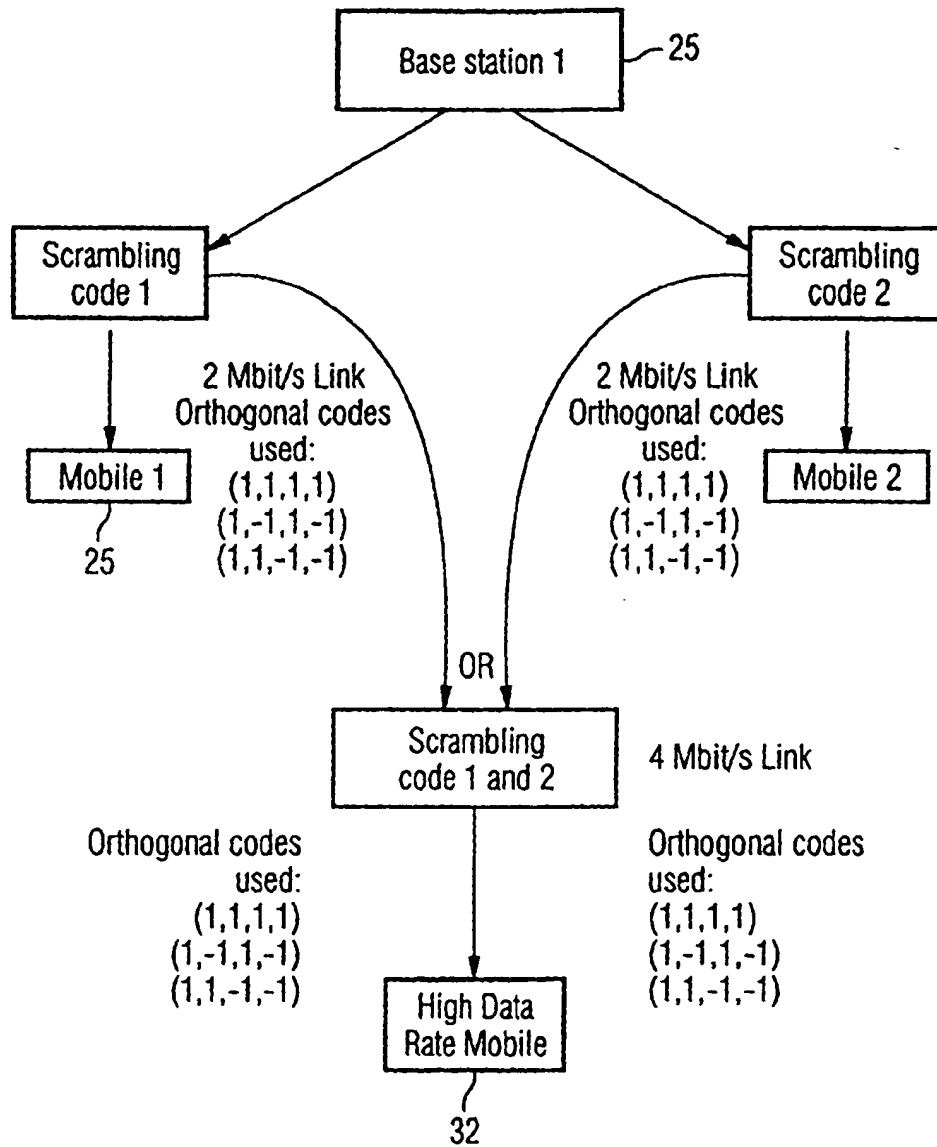 Base station 1
25
Scrambling
code 1
Scrambling
code 2
2 Mbit/s Link
Orthogonal codes
used:
(1,1,1,1)
(1,-1,1,-1)
(1,1,-1,-1)
2 Mbit/s Link
Orthogonal codes
used:
(1,1,1,1)
(1,-1,1,-1)
(1,1,-1,-1)
Mobile 1
25
Mobile 2
OR
Scrambling
code 1 and 2
4 Mbit/s Link
Orthogonal codes
used:
(1,1,1,1)
(1,-1,1,-1)
(1,1,-1,-1)
Orthogonal codes
used:
(1,1,1,1)
(1,-1,1,-1)
(1,1,-1,-1)
High Data
Rate Mobile
32